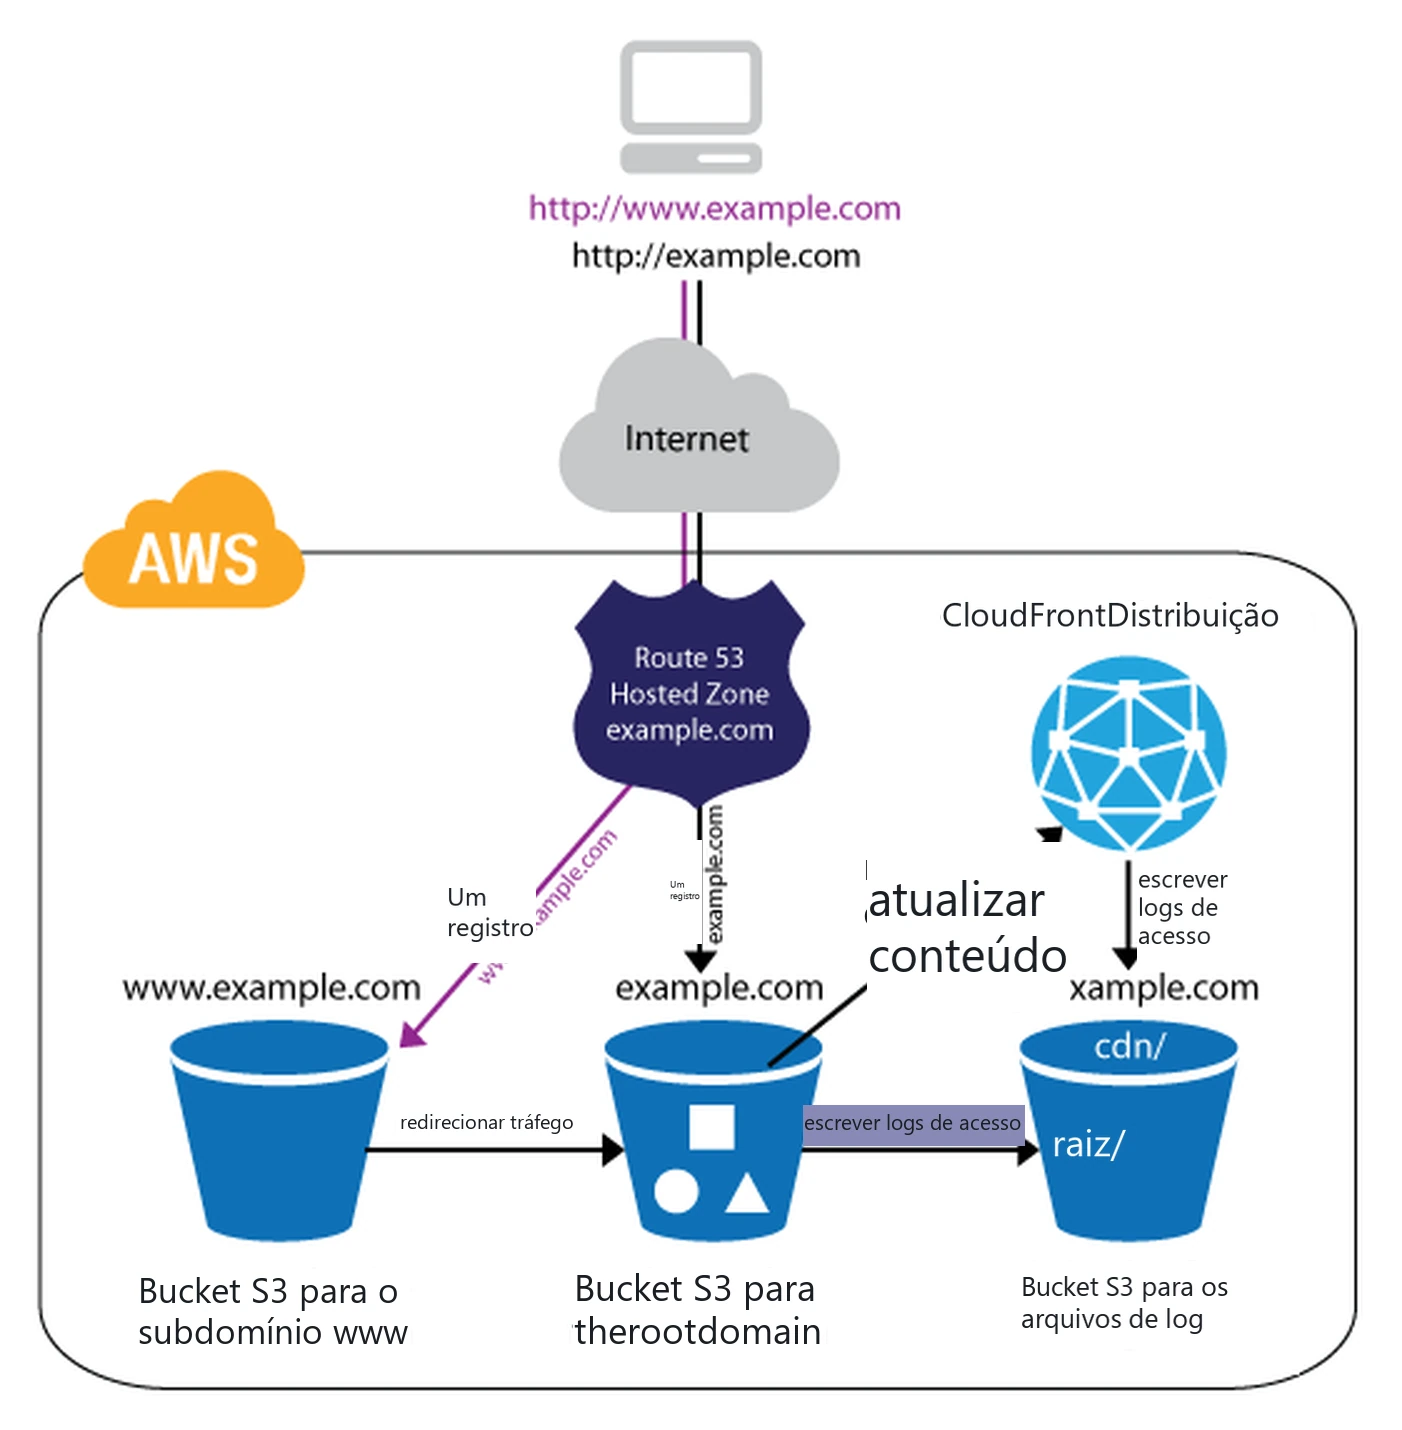 http://www.example.com
http://example.com
Internet
AWS
Route 53
Hosted Zone
example.com
CloudFrontDistribuição
Um
registro
ample.com
Um
registro
example.com
atualizar
conteúdo
escrever
logs de
acesso
www.example.com
example.com
xample.com
cdn/
redirecionar tráfego
escrever logs de acesso
raiz/
Bucket S3 para o
subdomínio www
Bucket S3 para
therootdomain
Bucket S3 para os
arquivos de log